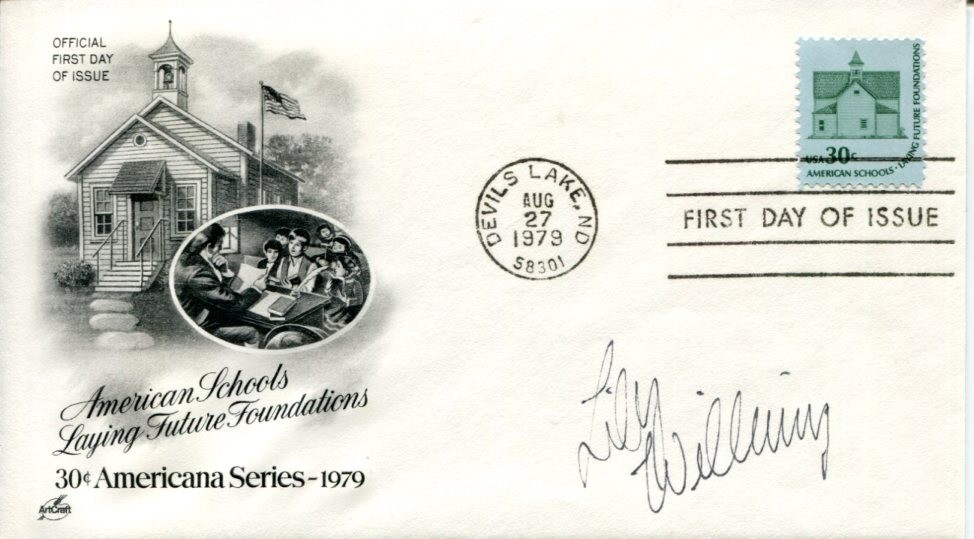 OFFICIAL
FIRST DAY
OF ISSUE
USA 30c
AMERICAN SCHOOLS • LAYING FUTURE FOUNDATIONS
DEVILS LAKE, ND
AUG
27
1979
58301
FIRST DAY OF ISSUE
American Schools
Laying Future Foundations
30¢ Americana Series - 1979
ArtCraft
Lily